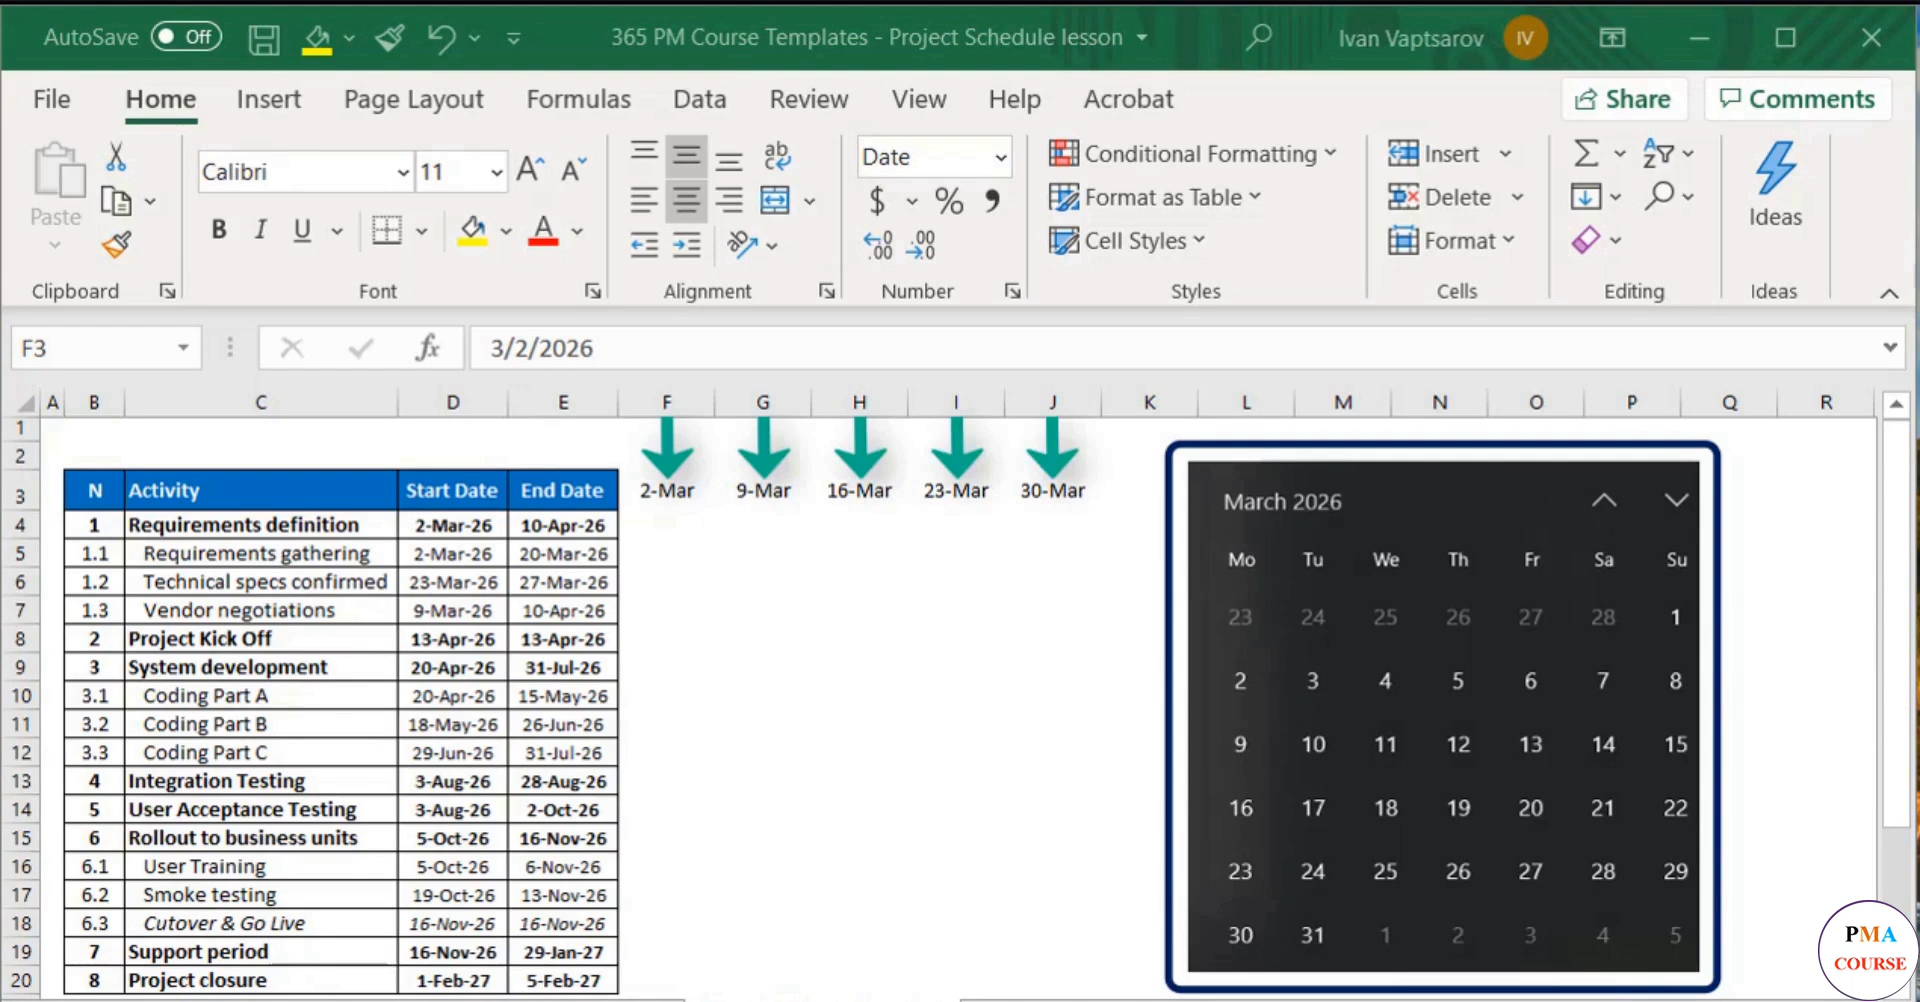 AutoSave Off 365 PM Course Templates - Project Schedule lesson Ivan Vaptsarov IV
File Home Insert Page Layout Formulas Data Review View Help Acrobat Share Comments
Paste
Clipboard
Calibri 11
B I U
Font
ab
Alignment
Date
$ % ,
Number
Conditional Formatting
Format as Table
Cell Styles
Styles
Insert
Delete
Format
Cells
Editing
Ideas
Ideas
F3 fx 3/2/2026
A B C D E F G H I J K L M N O P Q R
1
2
3 N Activity Start Date End Date 2-Mar 9-Mar 16-Mar 23-Mar 30-Mar
4 1 Requirements definition 2-Mar-26 10-Apr-26
5 1.1 Requirements gathering 2-Mar-26 20-Mar-26
6 1.2 Technical specs confirmed 23-Mar-26 27-Mar-26
7 1.3 Vendor negotiations 9-Mar-26 10-Apr-26
8 2 Project Kick Off 13-Apr-26 13-Apr-26
9 3 System development 20-Apr-26 31-Jul-26
10 3.1 Coding Part A 20-Apr-26 15-May-26
11 3.2 Coding Part B 18-May-26 26-Jun-26
12 3.3 Coding Part C 29-Jun-26 31-Jul-26
13 4 Integration Testing 3-Aug-26 28-Aug-26
14 5 User Acceptance Testing 3-Aug-26 2-Oct-26
15 6 Rollout to business units 5-Oct-26 16-Nov-26
16 6.1 User Training 5-Oct-26 6-Nov-26
17 6.2 Smoke testing 19-Oct-26 13-Nov-26
18 6.3 Cutover & Go Live 16-Nov-26 16-Nov-26
19 7 Support period 16-Nov-26 29-Jan-27
20 8 Project closure 1-Feb-27 5-Feb-27
March 2026
Mo Tu We Th Fr Sa Su
23 24 25 26 27 28 1
2 3 4 5 6 7 8
9 10 11 12 13 14 15
16 17 18 19 20 21 22
23 24 25 26 27 28 29
30 31 1 2 3 4 5
PMA
COURSE